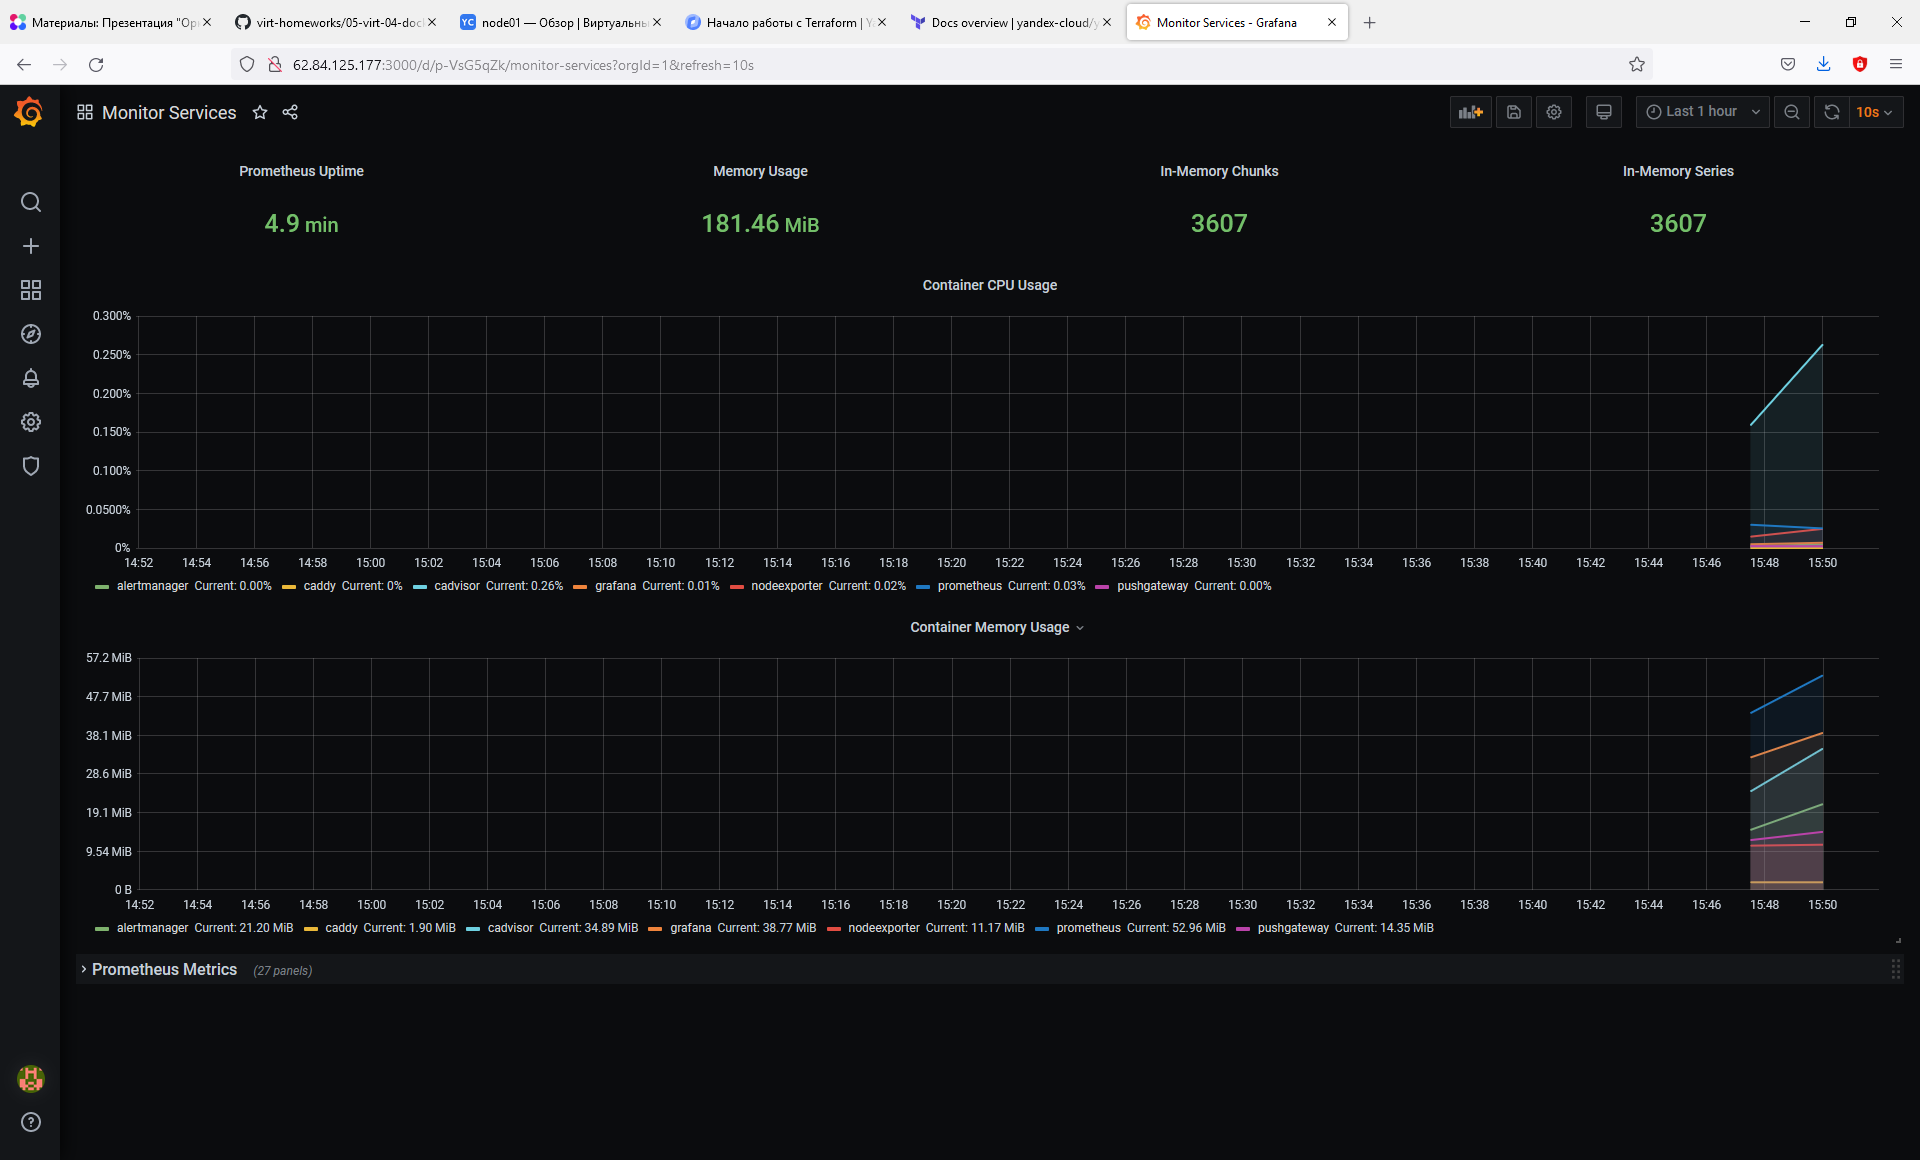 Материалы: Презентация "Ор
virt-homeworks/05-virt-04-doc
node01 — Обзор | Виртуальн
Начало работы с Terraform |
Docs overview | yandex-cloud/y
Monitor Services - Grafana
62.84.125.177:3000/d/p-VsG5qZk/monitor-services?orgId=1&refresh=10s
Monitor Services
Last 1 hour
10s
Prometheus Uptime
Memory Usage
In-Memory Chunks
In-Memory Series
4.9 min
181.46 MiB
3607
3607
Container CPU Usage
0.300%
0.250%
0.200%
0.150%
0.100%
0.0500%
0%
14:52 14:54 14:56 14:58 15:00 15:02 15:04 15:06 15:08 15:10 15:12 15:14 15:16 15:18 15:20 15:22 15:24 15:26 15:28 15:30 15:32 15:34 15:36 15:38 15:40 15:42 15:44 15:46 15:48 15:50
alertmanager Current: 0.00% caddy Current: 0% cadvisor Current: 0.26% grafana Current: 0.01% nodeexporter Current: 0.02% prometheus Current: 0.03% pushgateway Current: 0.00%
Container Memory Usage
57.2 MiB
47.7 MiB
38.1 MiB
28.6 MiB
19.1 MiB
9.54 MiB
0 B
14:52 14:54 14:56 14:58 15:00 15:02 15:04 15:06 15:08 15:10 15:12 15:14 15:16 15:18 15:20 15:22 15:24 15:26 15:28 15:30 15:32 15:34 15:36 15:38 15:40 15:42 15:44 15:46 15:48 15:50
alertmanager Current: 21.20 MiB caddy Current: 1.90 MiB cadvisor Current: 34.89 MiB grafana Current: 38.77 MiB nodeexporter Current: 11.17 MiB prometheus Current: 52.96 MiB pushgateway Current: 14.35 MiB
Prometheus Metrics (27 panels)